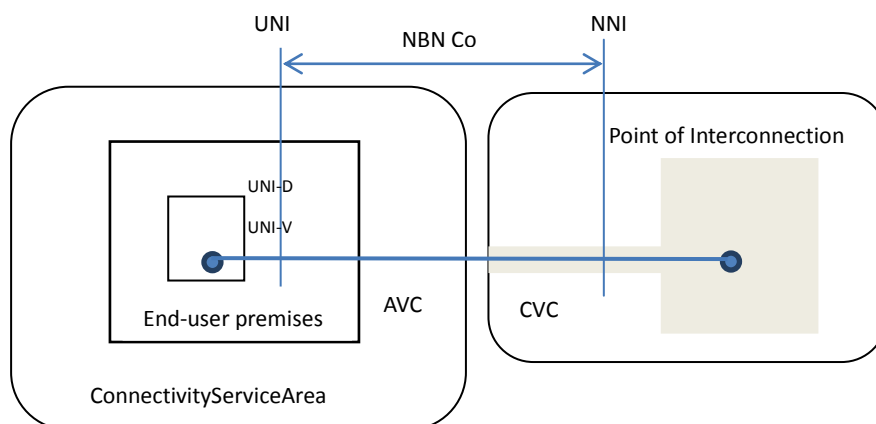 UNI
NBN Co
NNI
Point of Interconnection
UNI-D
UNI-V
End-user premises
AVC
CVC
ConnectivityServiceArea